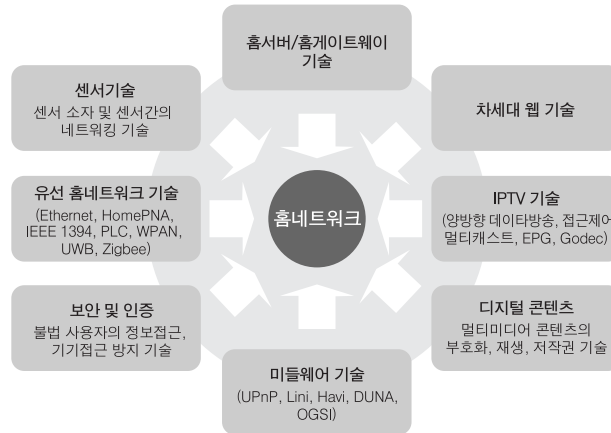 홈서버/홈게이트웨이
기술
센서기술
센서 소자 및 센서간의
네트워킹 기술
차세대 웹 기술
유선 홈네트워크 기술
(Ethernet, HomePNA,
IEEE 1394, PLC, WPAN,
UWB, Zigbee)
홈네트워크
IPTV 기술
(양방향 데이타방송, 접근제어
멀티캐스트, EPG, Godec)
보안 및 인증
불법 사용자의 정보접근,
기기접근 방지 기술
디지털 콘텐츠
멀티미디어 콘텐츠의
부호화, 재생, 저작권 기술
미들웨어 기술
(UPnP, Lini, Havi, DUNA,
OGSI)